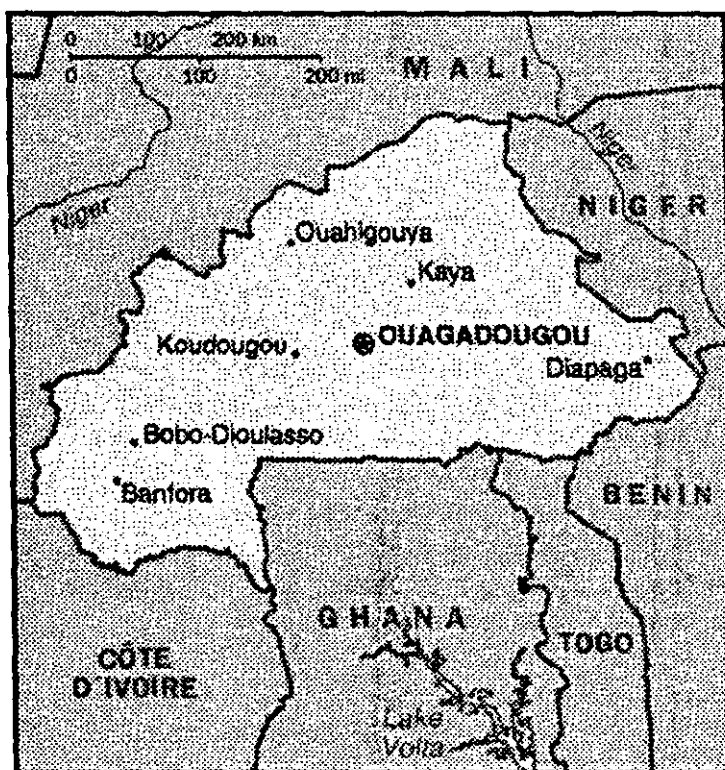 0 100 200 km
0 100 200 mi
MALI
Niger
Niger
NIGER
Ouahigouya
Kaya
OUAGADOUGOU
Koudougou
Diapaga
Bobo-Dioulasso
Banfora
BENIN
GHANA
TOGO
CÔTE
D'IVOIRE
Lake
Volta